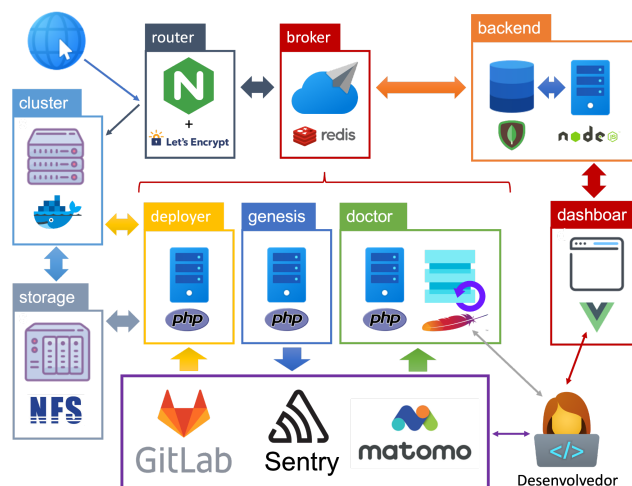 router
broker
backend
cluster
+
Let's Encrypt
redis
node
JS
deployer
genesis
doctor
dashboar
php
php
php
storage
NFS
GitLab
Sentry
matomo
</>
Desenvolvedor